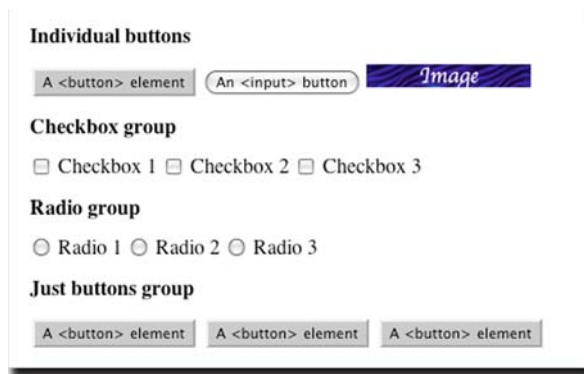 Individual buttons
A <button> element An <input> button Image
Checkbox group
Checkbox 1 Checkbox 2 Checkbox 3
Radio group
Radio 1 Radio 2 Radio 3
Just buttons group
A <button> element A <button> element A <button> element